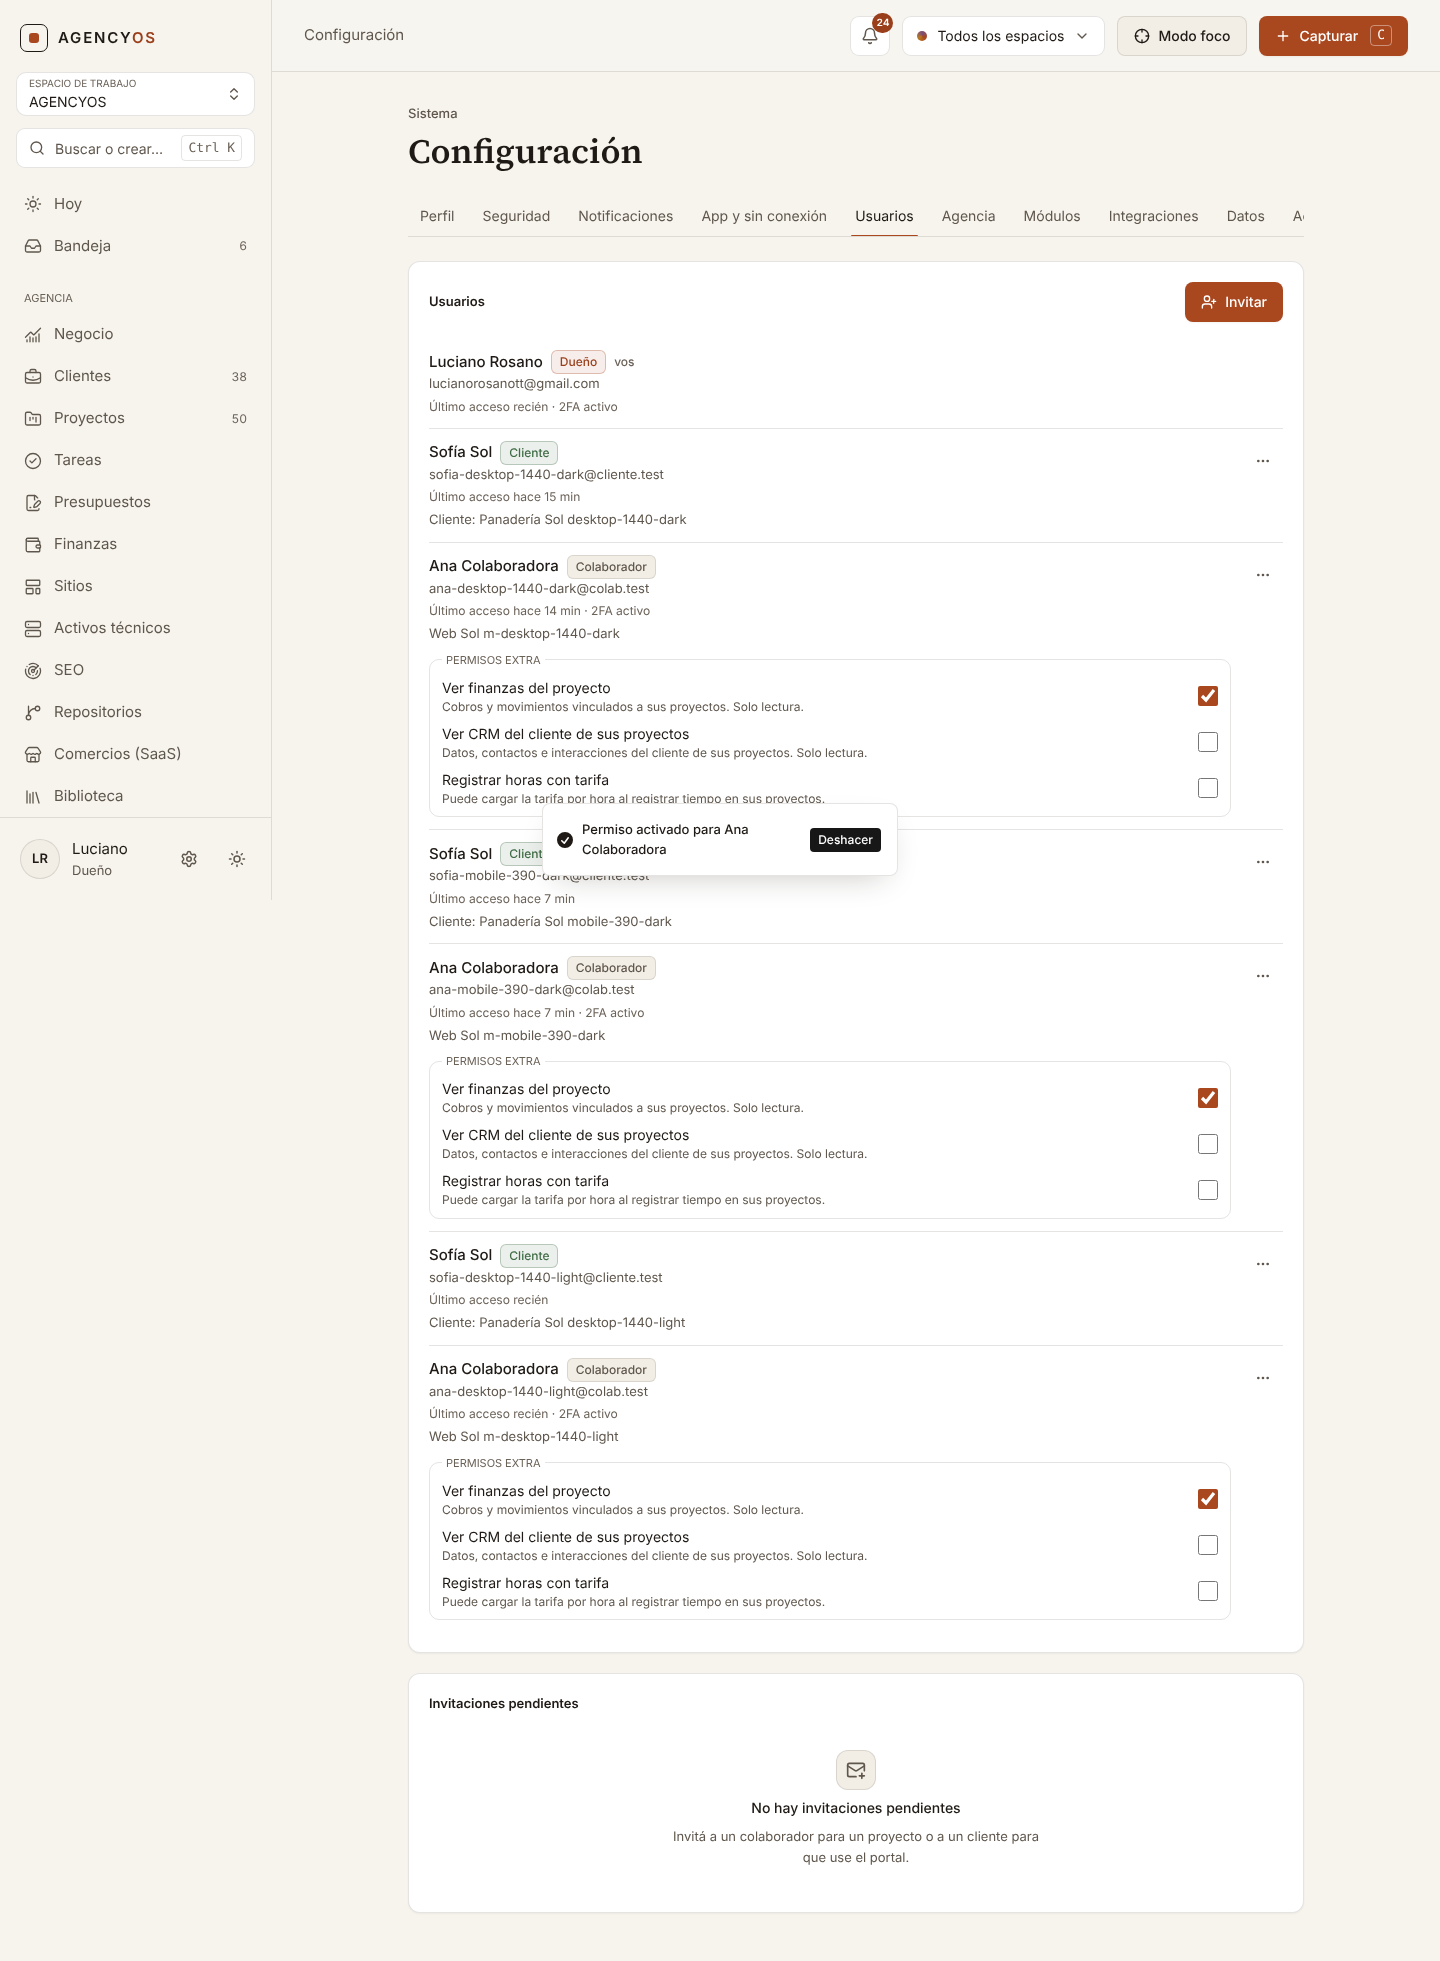 AGENCYOS
ESPACIO DE TRABAJO
AGENCYOS
Buscar o crear... Ctrl K
Hoy
Bandeja 6
AGENCIA
Negocio
Clientes 38
Proyectos 50
Tareas
Presupuestos
Finanzas
Sitios
Activos técnicos
SEO
Repositorios
Comercios (SaaS)
Biblioteca
LR Luciano
Dueño
Configuración
24
Todos los espacios
Modo foco
Capturar C
Sistema
Configuración
Perfil Seguridad Notificaciones App y sin conexión Usuarios Agencia Módulos Integraciones Datos
Usuarios
Invitar
Luciano Rosano Dueño vos
lucianorosanott@gmail.com
Último acceso recién · 2FA activo
Sofía Sol Cliente
sofia-desktop-1440-dark@cliente.test
Último acceso hace 15 min
Cliente: Panadería Sol desktop-1440-dark
Ana Colaboradora Colaborador
ana-desktop-1440-dark@colab.test
Último acceso hace 14 min · 2FA activo
Web Sol m-desktop-1440-dark
PERMISOS EXTRA
Ver finanzas del proyecto
Cobros y movimientos vinculados a sus proyectos. Solo lectura.
Ver CRM del cliente de sus proyectos
Datos, contactos e interacciones del cliente de sus proyectos. Solo lectura.
Registrar horas con tarifa
Puede cargar la tarifa por hora al registrar tiempo en sus proyectos.
Permiso activado para Ana
Colaboradora
Deshacer
Sofía Sol Client
sofia-mobile-390-dark@cliente.test
Último acceso hace 7 min
Cliente: Panadería Sol mobile-390-dark
Ana Colaboradora Colaborador
ana-mobile-390-dark@colab.test
Último acceso hace 7 min · 2FA activo
Web Sol m-mobile-390-dark
PERMISOS EXTRA
Ver finanzas del proyecto
Cobros y movimientos vinculados a sus proyectos. Solo lectura.
Ver CRM del cliente de sus proyectos
Datos, contactos e interacciones del cliente de sus proyectos. Solo lectura.
Registrar horas con tarifa
Puede cargar la tarifa por hora al registrar tiempo en sus proyectos.
Sofía Sol Cliente
sofia-desktop-1440-light@cliente.test
Último acceso recién
Cliente: Panadería Sol desktop-1440-light
Ana Colaboradora Colaborador
ana-desktop-1440-light@colab.test
Último acceso recién · 2FA activo
Web Sol m-desktop-1440-light
PERMISOS EXTRA
Ver finanzas del proyecto
Cobros y movimientos vinculados a sus proyectos. Solo lectura.
Ver CRM del cliente de sus proyectos
Datos, contactos e interacciones del cliente de sus proyectos. Solo lectura.
Registrar horas con tarifa
Puede cargar la tarifa por hora al registrar tiempo en sus proyectos.
Invitaciones pendientes
No hay invitaciones pendientes
Invitá a un colaborador para un proyecto o a un cliente para
que use el portal.